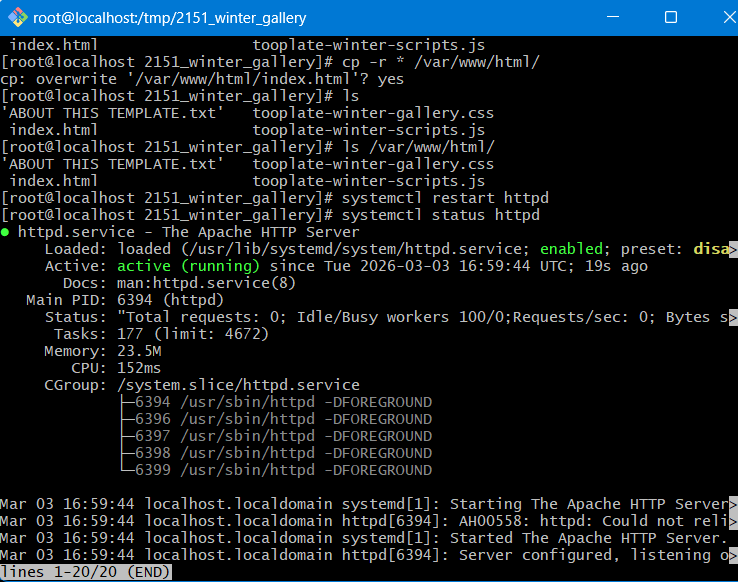 root@localhost:/tmp/2151_winter_gallery
index.html tooplate-winter-scripts.js
[root@localhost 2151_winter_gallery]# cp -r * /var/www/html/
cp: overwrite '/var/www/html/index.html'? yes
[root@localhost 2151_winter_gallery]# ls
'ABOUT THIS TEMPLATE.txt' tooplate-winter-gallery.css
index.html tooplate-winter-scripts.js
[root@localhost 2151_winter_gallery]# ls /var/www/html/
'ABOUT THIS TEMPLATE.txt' tooplate-winter-gallery.css
index.html tooplate-winter-scripts.js
[root@localhost 2151_winter_gallery]# systemctl restart httpd
[root@localhost 2151_winter_gallery]# systemctl status httpd
● httpd.service - The Apache HTTP Server
Loaded: loaded (/usr/lib/systemd/system/httpd.service; enabled; preset: disa>
Active: active (running) since Tue 2026-03-03 16:59:44 UTC; 19s ago
Docs: man:httpd.service(8)
Main PID: 6394 (httpd)
Status: "Total requests: 0; Idle/Busy workers 100/0;Requests/sec: 0; Bytes s>
Tasks: 177 (limit: 4672)
Memory: 23.5M
CPU: 152ms
CGroup: /system.slice/httpd.service
├─6394 /usr/sbin/httpd -DFOREGROUND
├─6396 /usr/sbin/httpd -DFOREGROUND
├─6397 /usr/sbin/httpd -DFOREGROUND
├─6398 /usr/sbin/httpd -DFOREGROUND
└─6399 /usr/sbin/httpd -DFOREGROUND
Mar 03 16:59:44 localhost.localdomain systemd[1]: Starting The Apache HTTP Server>
Mar 03 16:59:44 localhost.localdomain httpd[6394]: AH00558: httpd: Could not reli>
Mar 03 16:59:44 localhost.localdomain systemd[1]: Started The Apache HTTP Server.
Mar 03 16:59:44 localhost.localdomain httpd[6394]: Server configured, listening o>
lines 1-20/20 (END)